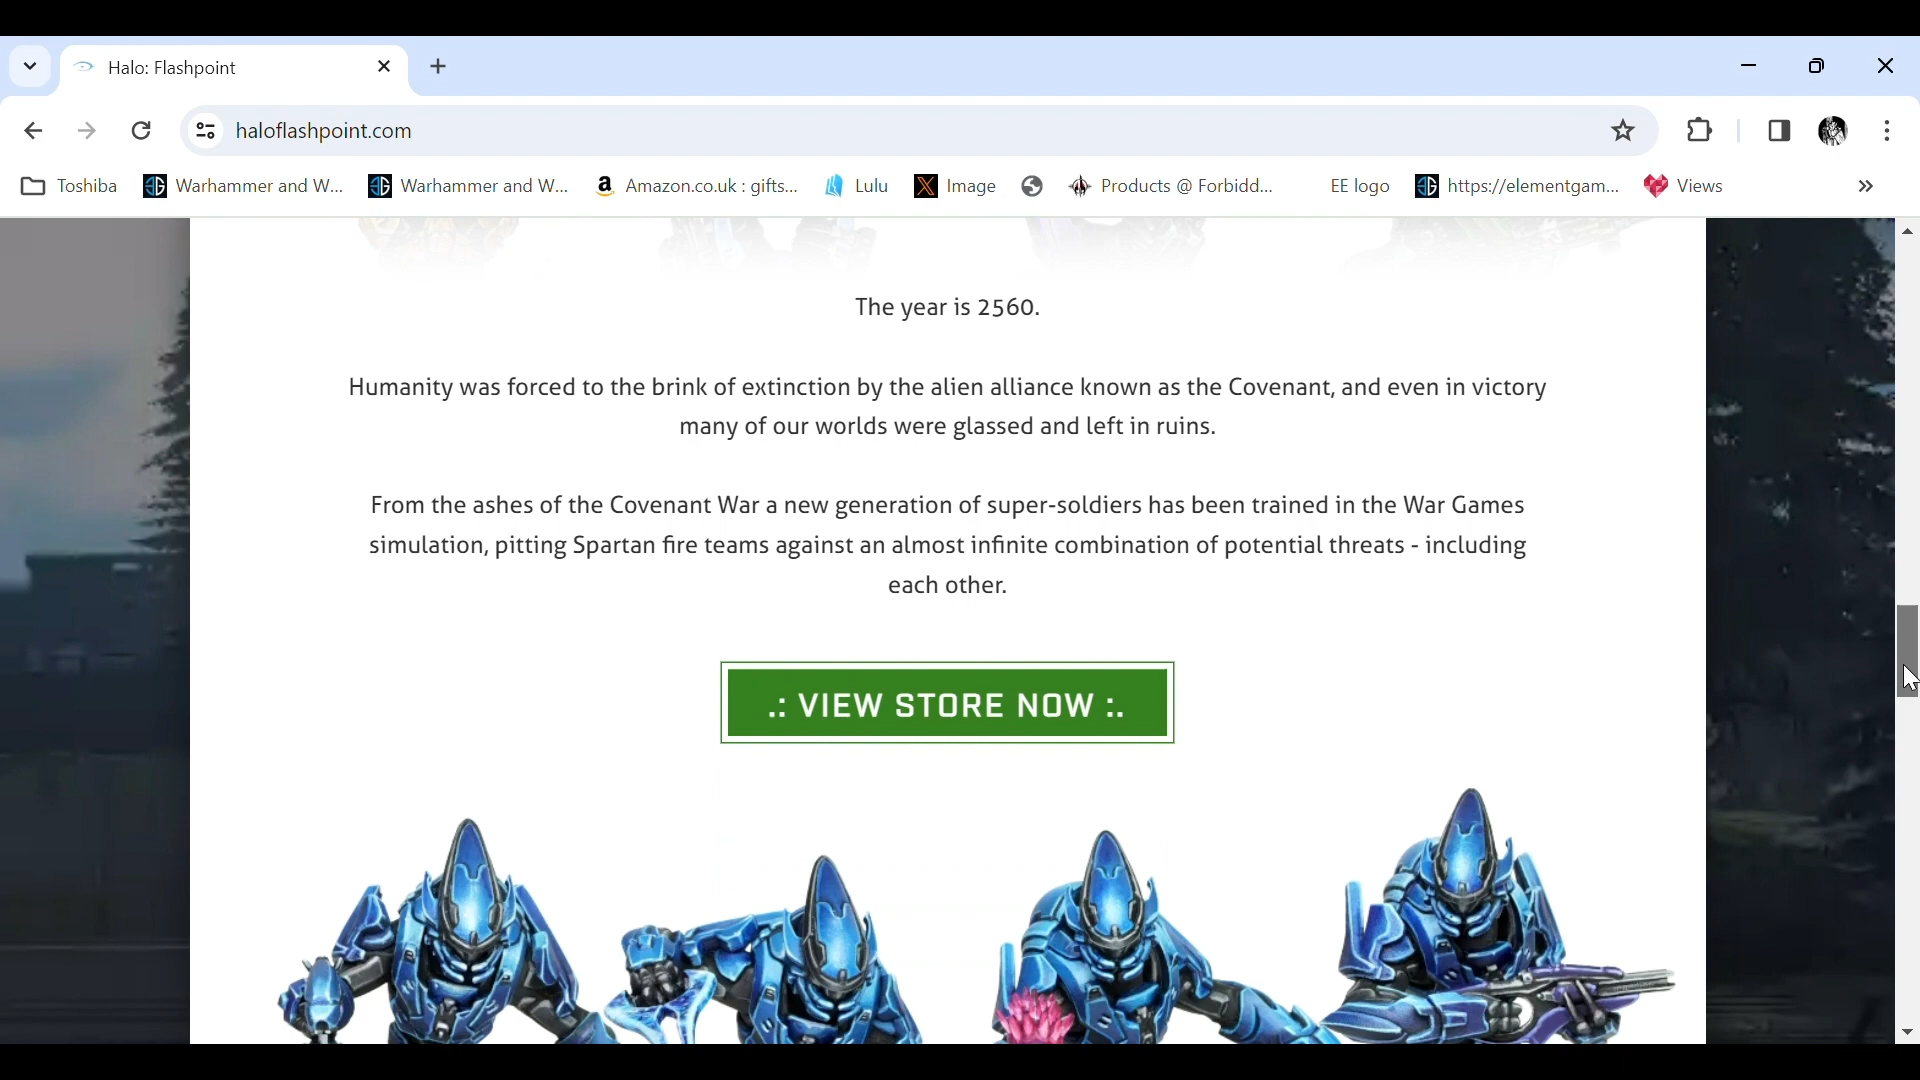 Halo: Flashpoint
haloflashpoint.com
Toshiba
Warhammer and W...
Warhammer and W...
Amazon.co.uk : gifts...
Lulu
Image
Products @ Forbidd...
EE logo
https://elementgam...
Views
The year is 2560.
Humanity was forced to the brink of extinction by the alien alliance known as the Covenant, and even in victory
many of our worlds were glassed and left in ruins.
From the ashes of the Covenant War a new generation of super-soldiers has been trained in the War Games
simulation, pitting Spartan fire teams against an almost infinite combination of potential threats - including
each other.
.: VIEW STORE NOW :.